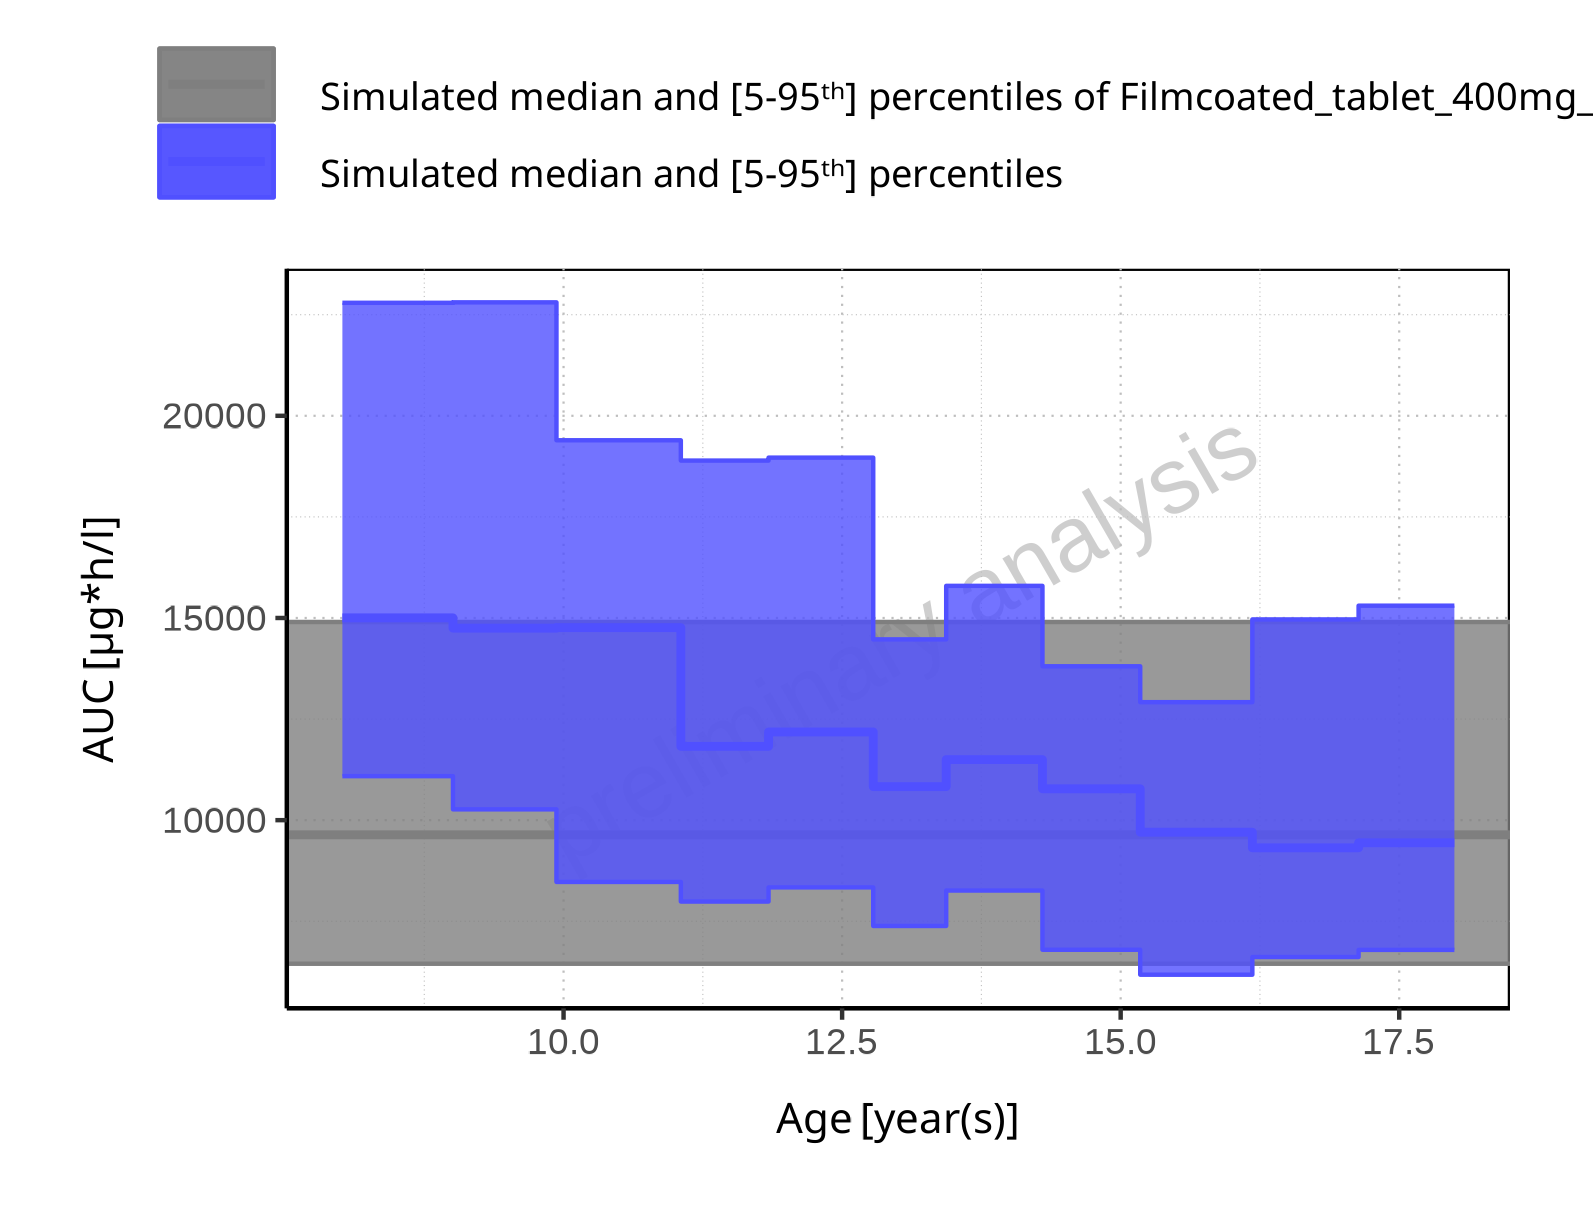 Simulated median and [5-95th] percentiles of Filmcoated_tablet_400mg_
Simulated median and [5-95th] percentiles
AUC [µg*h/l]
20000
15000
10000
preliminary analysis
10.0 12.5 15.0 17.5
Age [year(s)]